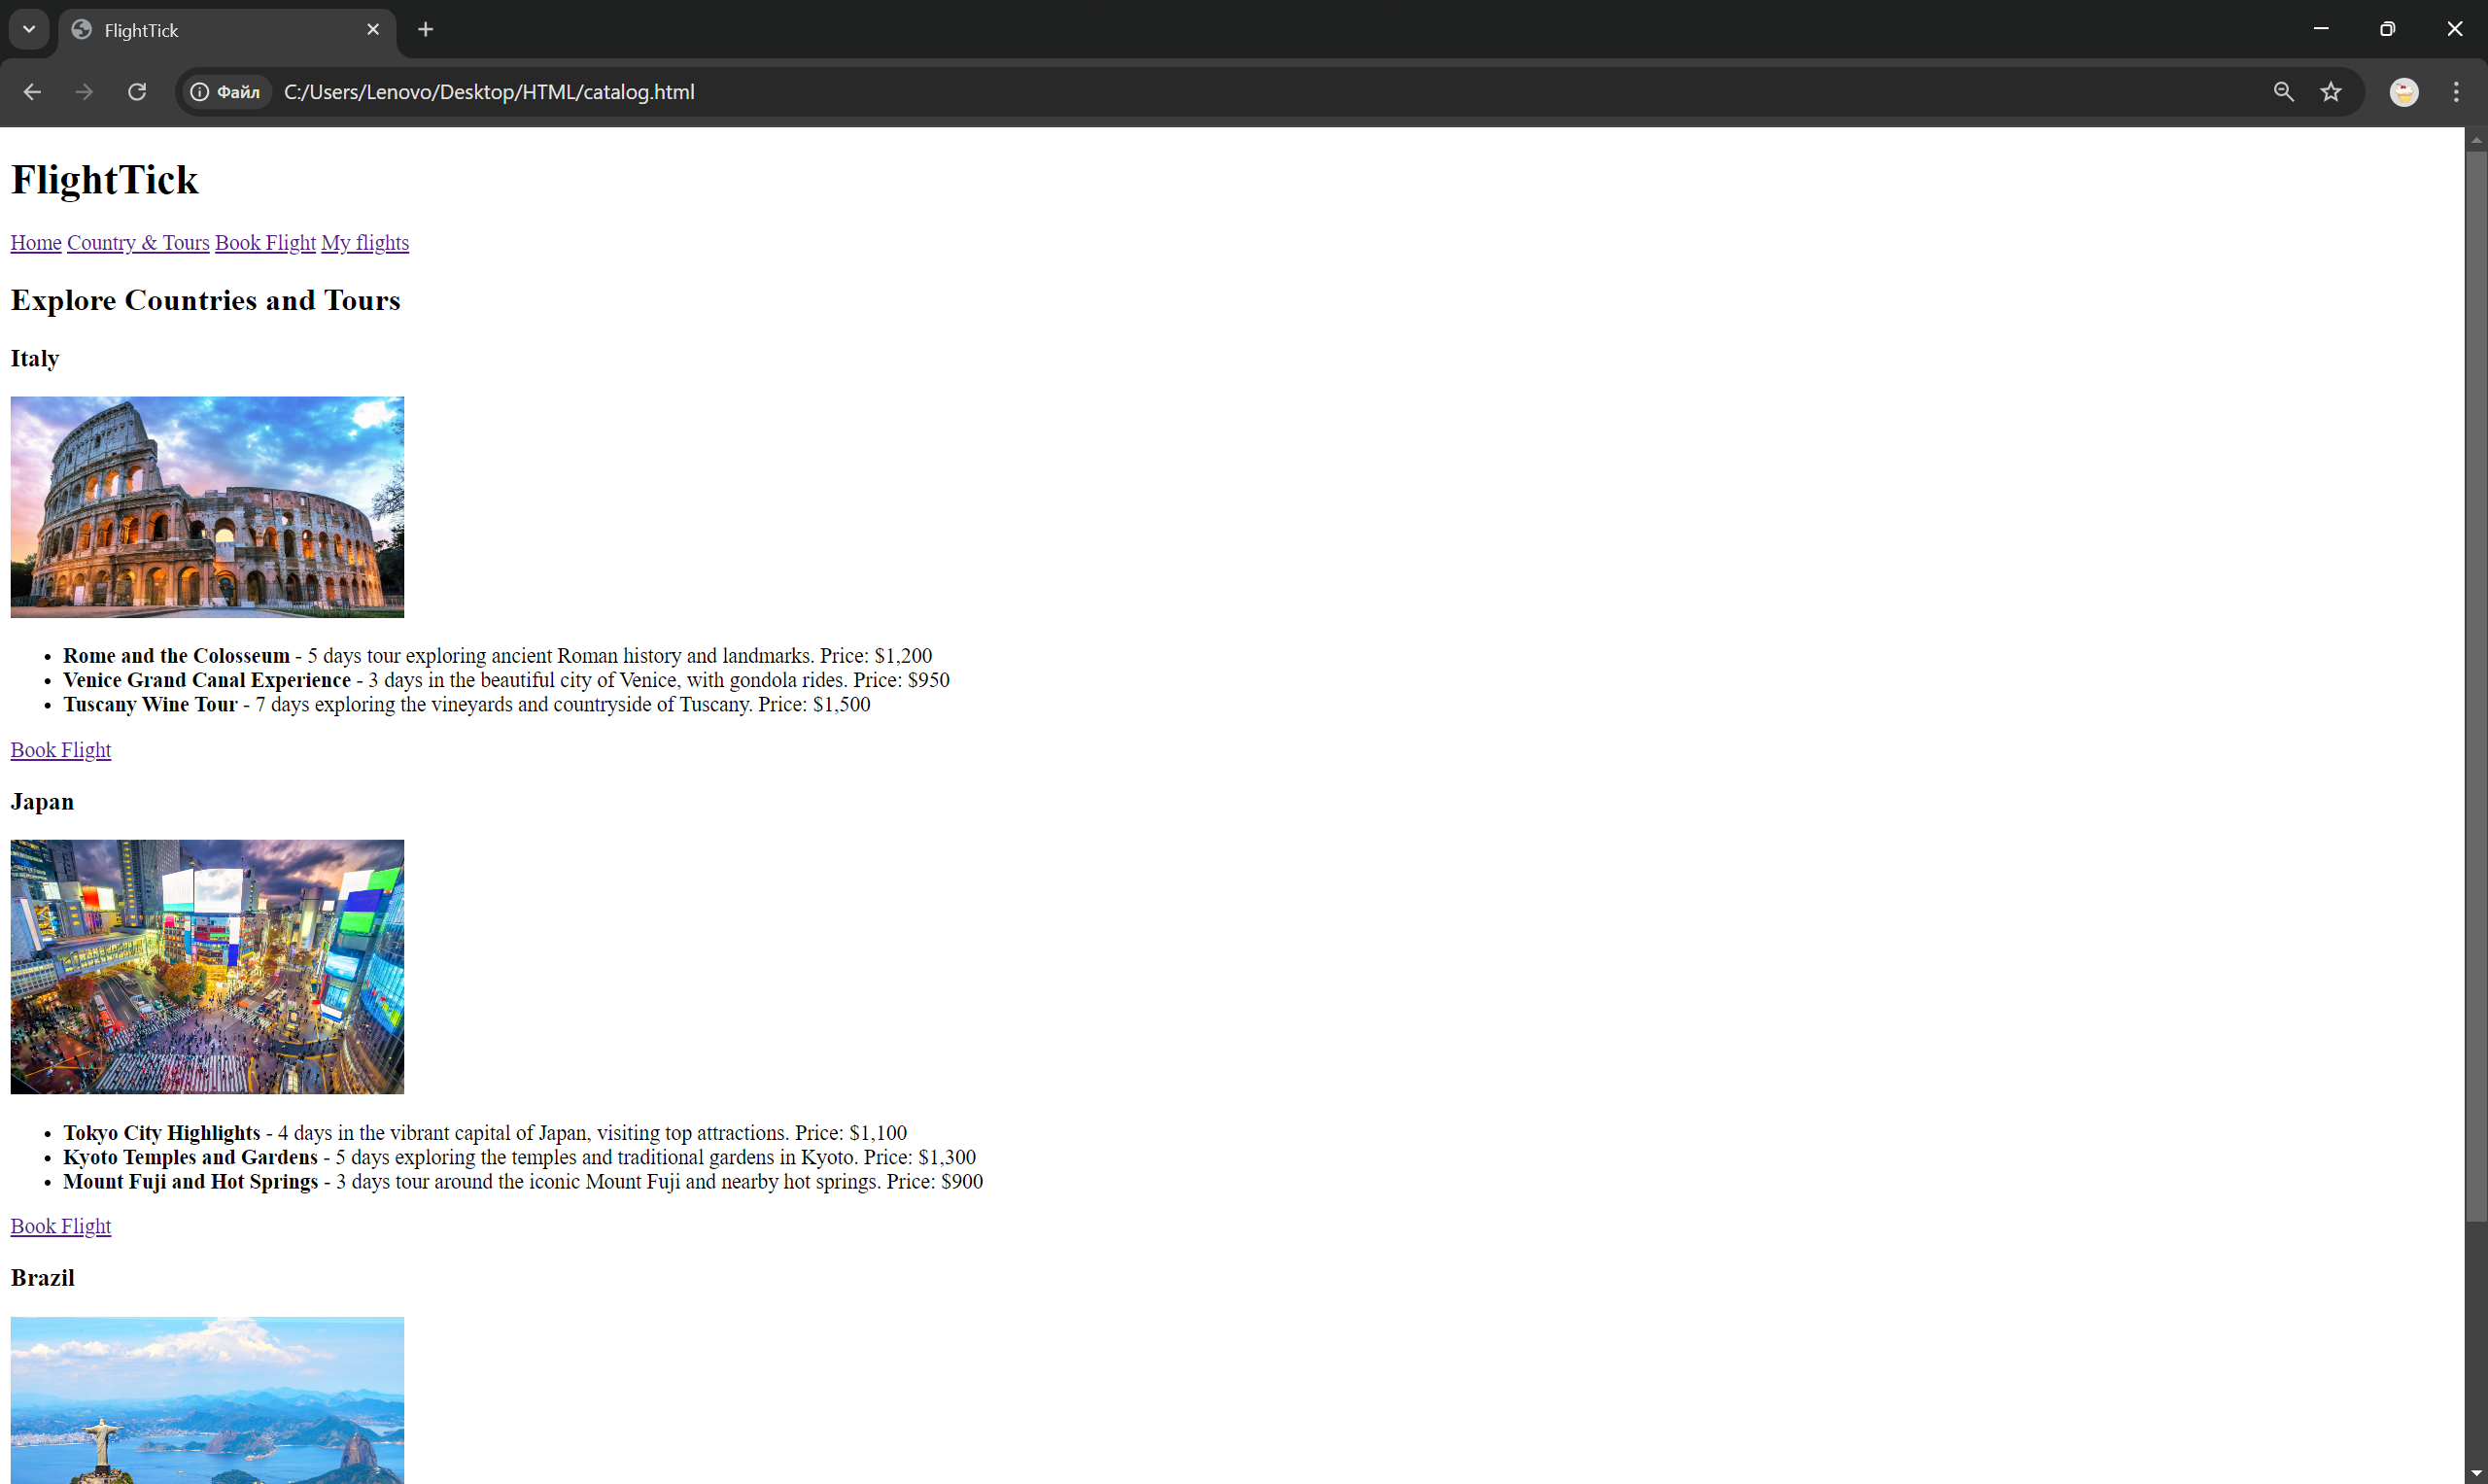 FlightTick
Файл C:/Users/Lenovo/Desktop/HTML/catalog.html
FlightTick
Home Country & Tours Book Flight My flights
Explore Countries and Tours
Italy
Rome and the Colosseum - 5 days tour exploring ancient Roman history and landmarks. Price: $1,200
Venice Grand Canal Experience - 3 days in the beautiful city of Venice, with gondola rides. Price: $950
Tuscany Wine Tour - 7 days exploring the vineyards and countryside of Tuscany. Price: $1,500
Book Flight
Japan
Tokyo City Highlights - 4 days in the vibrant capital of Japan, visiting top attractions. Price: $1,100
Kyoto Temples and Gardens - 5 days exploring the temples and traditional gardens in Kyoto. Price: $1,300
Mount Fuji and Hot Springs - 3 days tour around the iconic Mount Fuji and nearby hot springs. Price: $900
Book Flight
Brazil